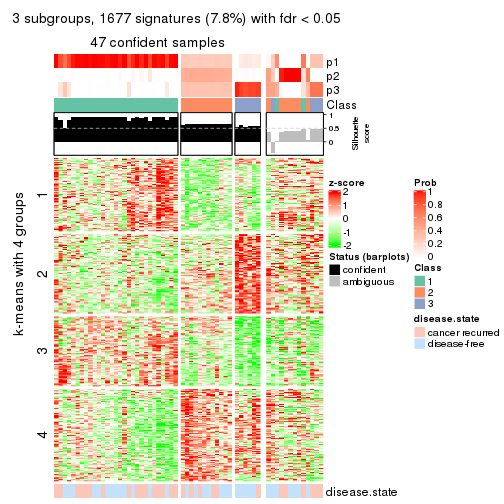 3 subgroups, 1677 signatures (7.8%) with fdr < 0.05
47 confident samples
p1
p2
p3
Class
1
0.5
0
Silhouette
score
k-means with 4 groups
1
2
3
4
disease.state
z-score
2
1
0
-1
-2
Status (barplots)
confident
ambiguous
Prob
1
0.8
0.6
0.4
0.2
0
Class
1
2
3
disease.state
cancer recurred
disease-free